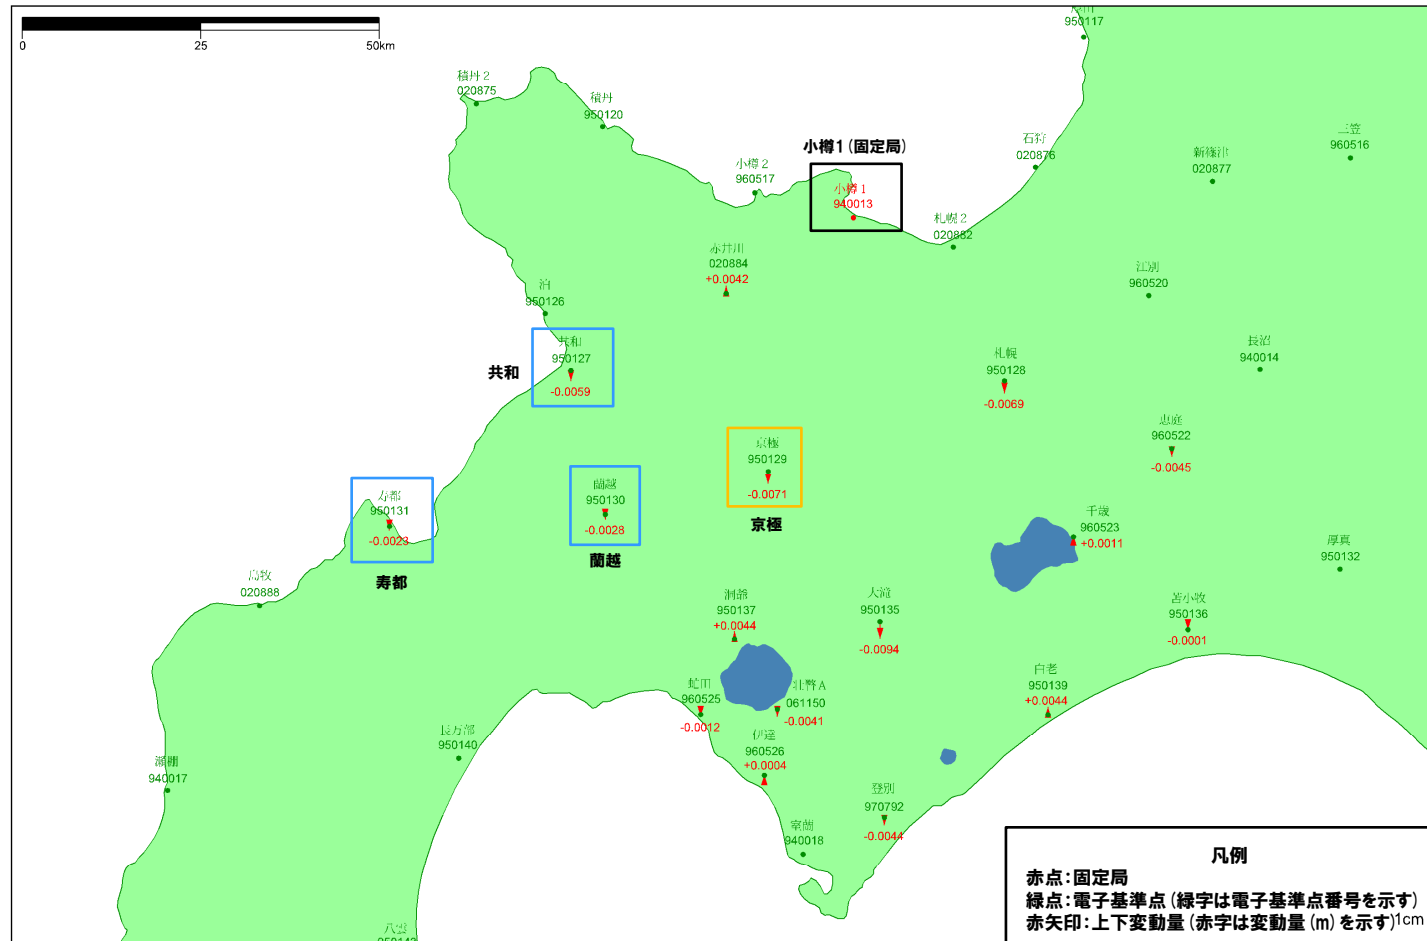 0
25
50km
950117
積丹２
020875
積丹
950120
小樽1（固定局）
小樽２
960517
小樽１
940013
石狩
020876
新篠津
020877
三笠
960516
札幌２
020882
赤井川
020884
+0.0042
江別
960520
泊
950126
共和
950127
-0.0059
共和
札幌
950128
-0.0069
長沼
940014
恵庭
960522
-0.0045
京極
950129
-0.0071
京極
蘭越
950130
-0.0028
蘭越
寿都
950131
-0.0023
寿都
千歳
960523
+0.0011
厚真
950132
島牧
020888
洞爺
950137
+0.0044
大滝
950135
-0.0094
苫小牧
950136
-0.0001
白老
950139
+0.0044
虻田
960525
-0.0012
壮瞥Ａ
061150
-0.0041
伊達
960526
+0.0004
長万部
950140
瀬棚
940017
登別
970792
-0.0044
室蘭
940018
八雲
凡例
赤点：固定局
緑点：電子基準点（緑字は電子基準点番号を示す）
赤矢印：上下変動量（赤字は変動量（m）を示す）1cm